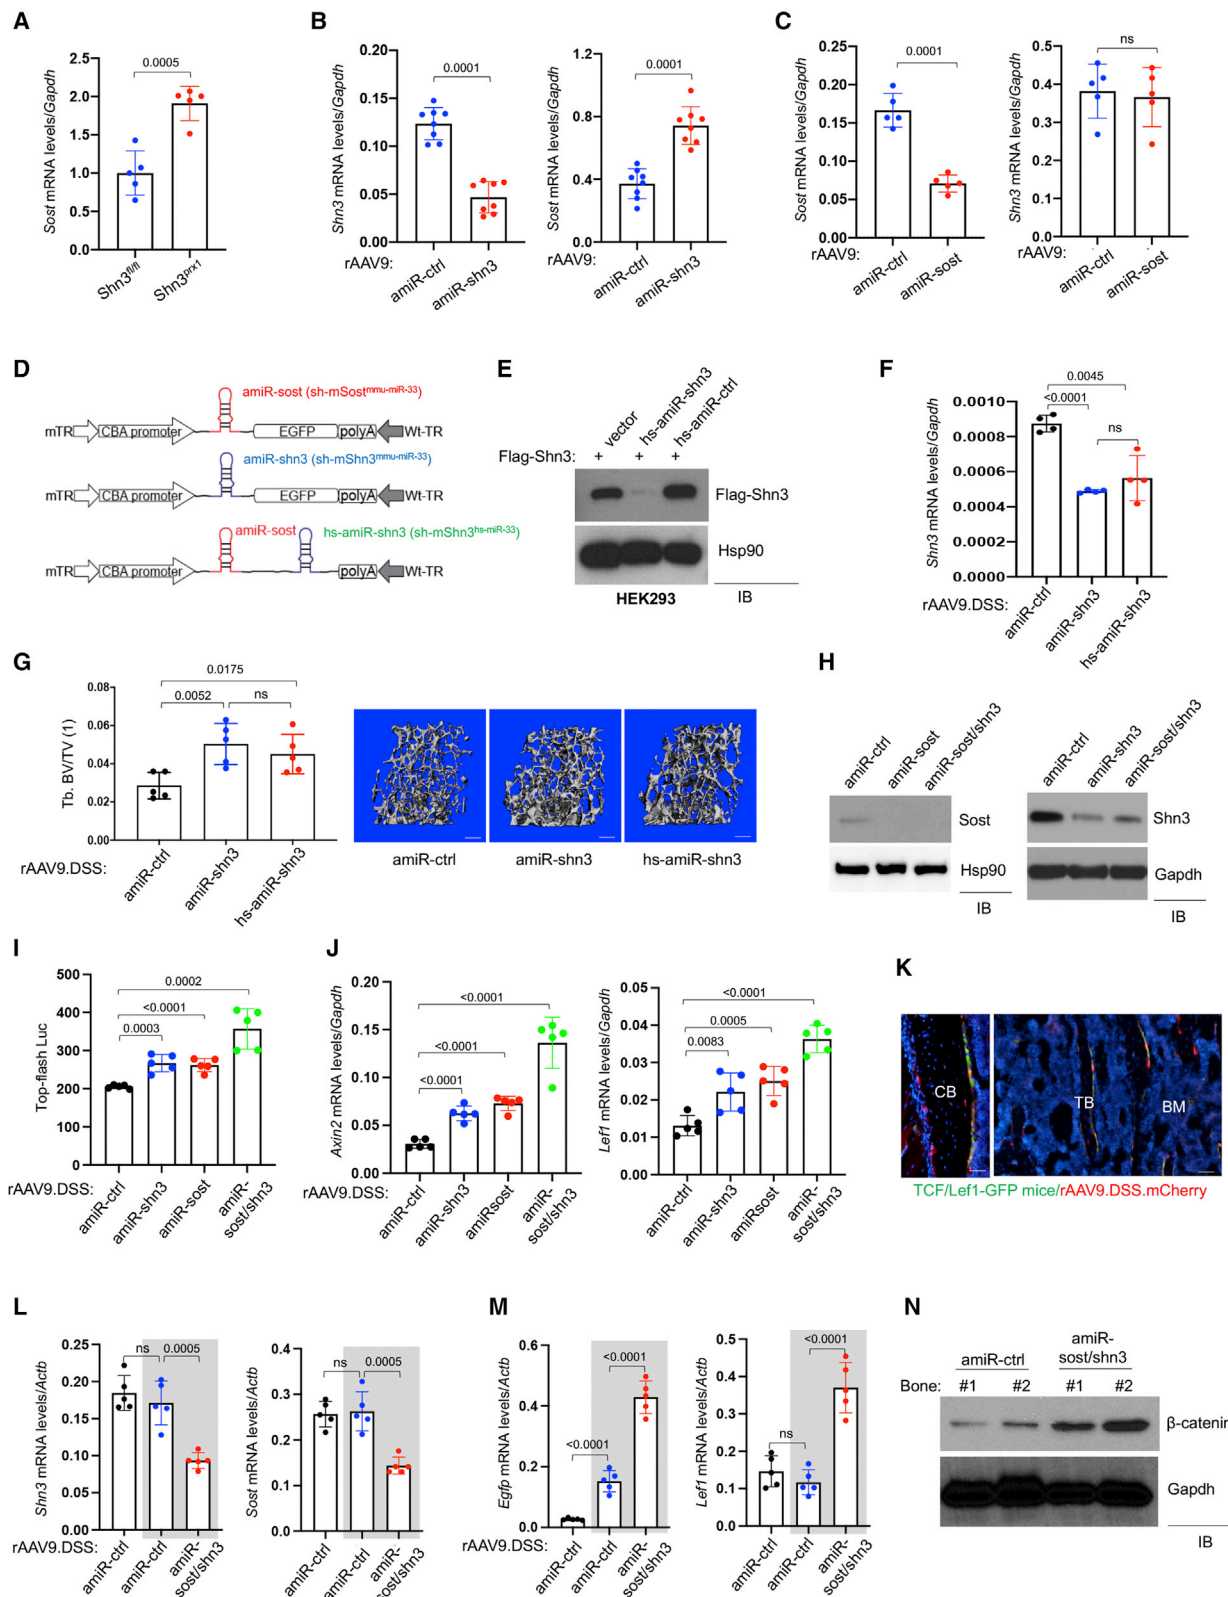 A
Sost mRNA levels/Gapdh
2.5
2.0
1.5
1.0
0.5
0.0
0.0005
Shn3fl/fl
Shn3prx1
B
Shn3 mRNA levels/Gapdh
0.20
0.15
0.10
0.05
0.00
0.0001
rAAV9:
amiR-ctrl
amiR-shn3
Sost mRNA levels/Gapdh
1.2
0.8
0.4
0.0
0.0001
amiR-ctrl
amiR-shn3
C
Sost mRNA levels/Gapdh
0.25
0.20
0.15
0.10
0.05
0.00
0.0001
rAAV9:
amiR-ctrl
amiR-sost
Shn3 mRNA levels/Gapdh
0.5
0.4
0.3
0.2
0.1
0.0
ns
amiR-ctrl
amiR-sost
D
amiR-sost (sh-mSostmmu-miR-33)
mTR CBA promoter EGFP polyA Wt-TR
amiR-shn3 (sh-mShn3mmu-miR-33)
mTR CBA promoter EGFP polyA Wt-TR
amiR-sost hs-amiR-shn3 (sh-mShn3hs-miR-33)
mTR CBA promoter polyA Wt-TR
E
vector
hs-amiR-shn3
hs-amiR-ctrl
Flag-Shn3: + + +
Flag-Shn3
Hsp90
HEK293
IB
F
Shn3 mRNA levels/Gapdh
0.0010
0.0008
0.0006
0.0004
0.0002
0.0000
0.0045
<0.0001
ns
rAAV9.DSS:
amiR-ctrl
amiR-shn3
hs-amiR-shn3
G
Tb. BV/TV (1)
0.08
0.06
0.04
0.02
0.00
0.0175
0.0052
ns
rAAV9.DSS:
amiR-ctrl
amiR-shn3
hs-amiR-shn3
amiR-ctrl
amiR-shn3
hs-amiR-shn3
H
amiR-ctrl
amiR-sost
amiR-sost/shn3
Sost
Hsp90
IB
amiR-ctrl
amiR-shn3
amiR-sost/shn3
Shn3
Gapdh
IB
I
Top-flash Luc
500
400
300
200
100
0
0.0002
<0.0001
0.0003
rAAV9.DSS:
amiR-ctrl
amiR-shn3
amiR-sost
amiR-
sost/shn3
J
Axin2 mRNA levels/Gapdh
0.20
0.15
0.10
0.05
0.00
<0.0001
<0.0001
<0.0001
rAAV9.DSS:
amiR-ctrl
amiR-shn3
amiRsost
amiR-
sost/shn3
Lef1 mRNA levels/Gapdh
0.05
0.04
0.03
0.02
0.01
0.00
<0.0001
0.0005
0.0083
amiR-ctrl
amiR-shn3
amiRsost
amiR-
sost/shn3
K
CB
TB
BM
TCF/Lef1-GFP mice/rAAV9.DSS.mCherry
L
Shn3 mRNA levels/Actb
0.25
0.20
0.15
0.10
0.05
0.00
ns
0.0005
rAAV9.DSS:
amiR-ctrl
amiR-ctrl
amiR-
sost/shn3
Sost mRNA levels/Actb
0.4
0.3
0.2
0.1
0.0
ns
0.0005
amiR-ctrl
amiR-ctrl
amiR-
sost/shn3
M
Egfp mRNA levels/Actb
0.6
0.4
0.2
0.0
<0.0001
<0.0001
rAAV9.DSS:
amiR-ctrl
amiR-ctrl
amiR-
sost/shn3
Lef1 mRNA levels/Actb
0.5
0.4
0.3
0.2
0.1
0.0
<0.0001
ns
amiR-ctrl
amiR-ctrl
amiR-
sost/shn3
N
amiR-ctrl
amiR-
sost/shn3
Bone: #1 #2 #1 #2
β-catenir
Gapdh
IB